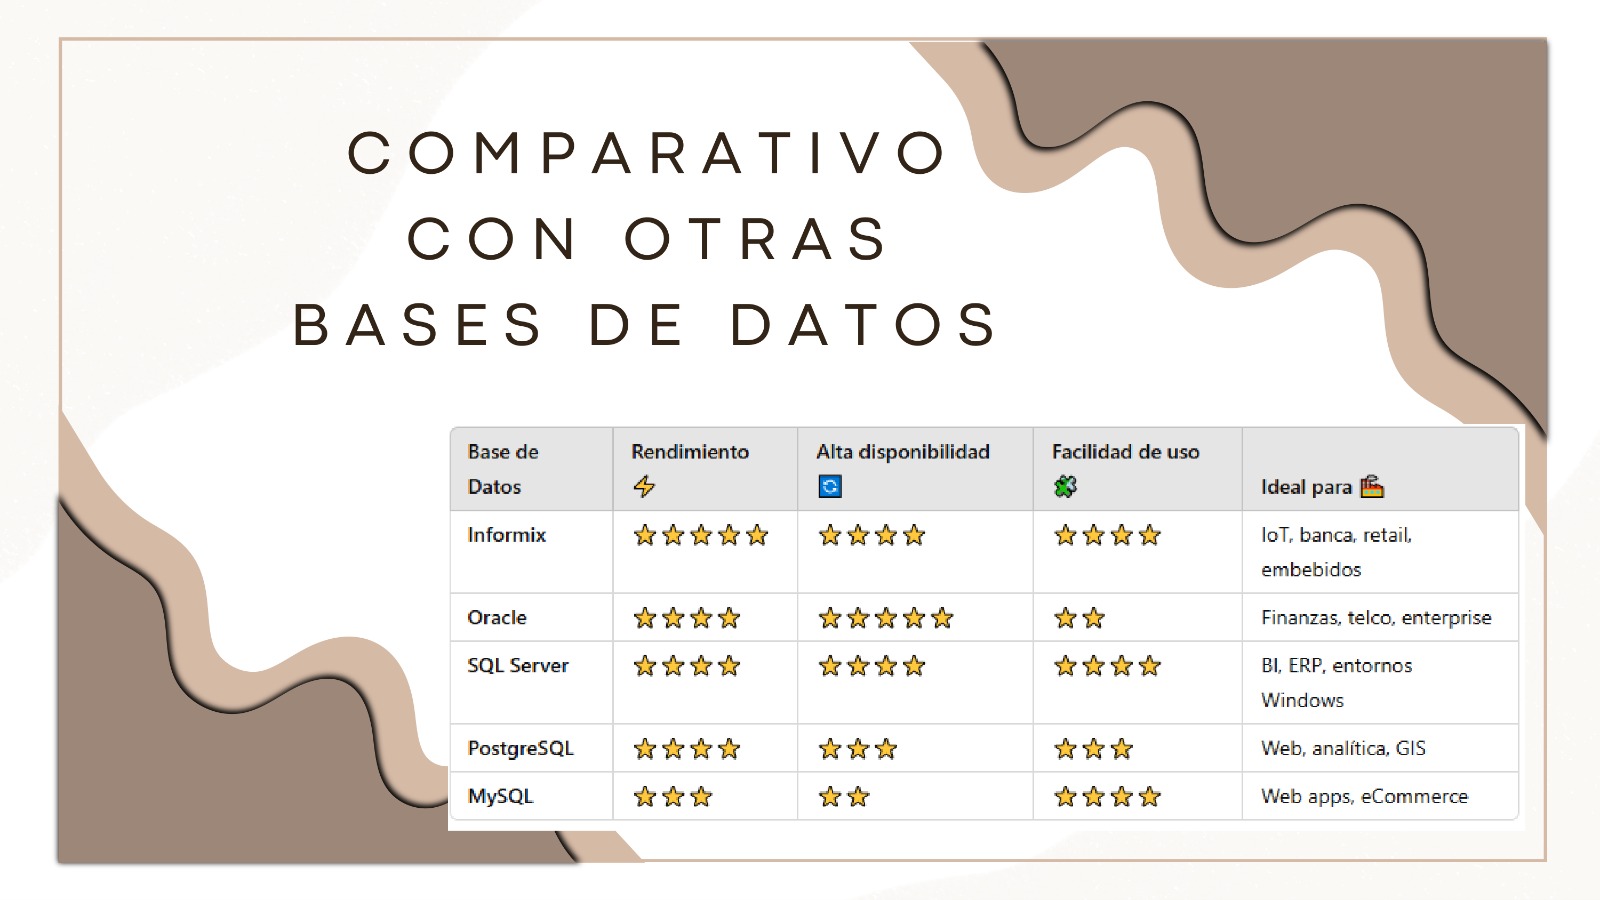 COMPARATIVO
CON OTRAS
BASES DE DATOS
Base de Datos
Rendimiento ⚡
Alta disponibilidad 🔄
Facilidad de uso 🧩
Ideal para 🏭
Informix
⭐⭐⭐⭐⭐
⭐⭐⭐⭐
⭐⭐⭐⭐
IoT, banca, retail,
embebidos
Oracle
⭐⭐⭐⭐
⭐⭐⭐⭐⭐
⭐⭐
Finanzas, telco, enterprise
SQL Server
⭐⭐⭐⭐
⭐⭐⭐⭐
⭐⭐⭐⭐
BI, ERP, entornos
Windows
PostgreSQL
⭐⭐⭐⭐
⭐⭐⭐
⭐⭐⭐
Web, analítica, GIS
MySQL
⭐⭐⭐
⭐⭐
⭐⭐⭐⭐
Web apps, eCommerce